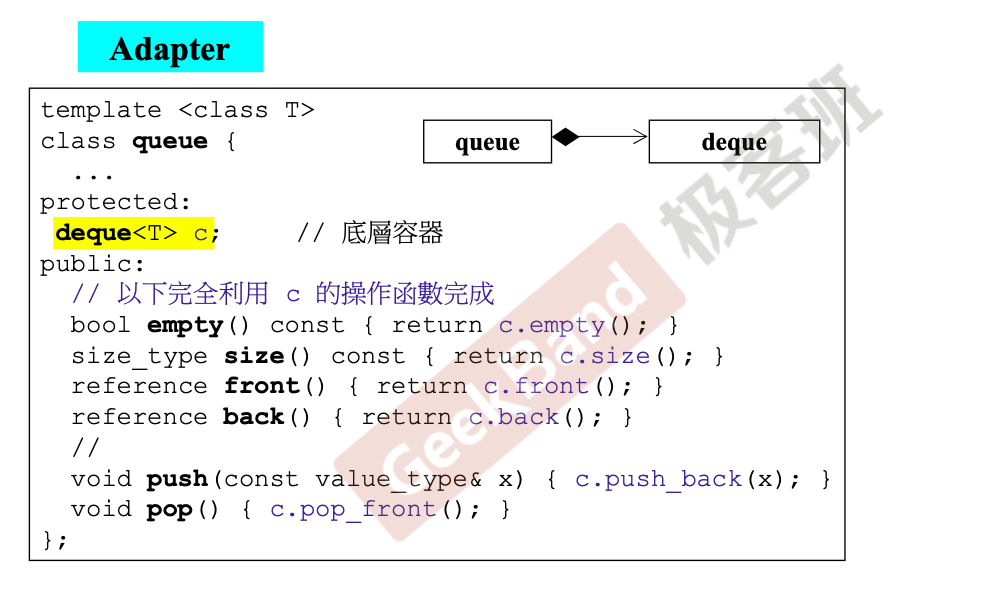 Adapter
template <class T>
class queue {
queue
deque
...
protected:
deque<T> c; // 底層容器
public:
// 以下完全利用 c 的操作函數完成
bool empty() const { return c.empty(); }
size_type size() const { return c.size(); }
reference front() { return c.front(); }
reference back() { return c.back(); }
//
void push(const value_type& x) { c.push_back(x); }
void pop() { c.pop_front(); }
};
GeekBand
极客班